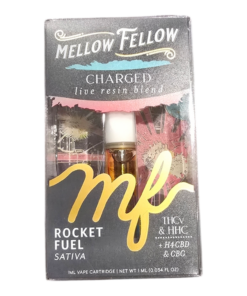 MELLOW FELLOW
CHARGED
live resin blend
mf
ROCKET
FUEL
SATIVA
THCv
& HHC
+ H4CBD
& CBG
1ML VAPE CARTRIDGE | NET WT 1 ML (0.034 FL OZ)